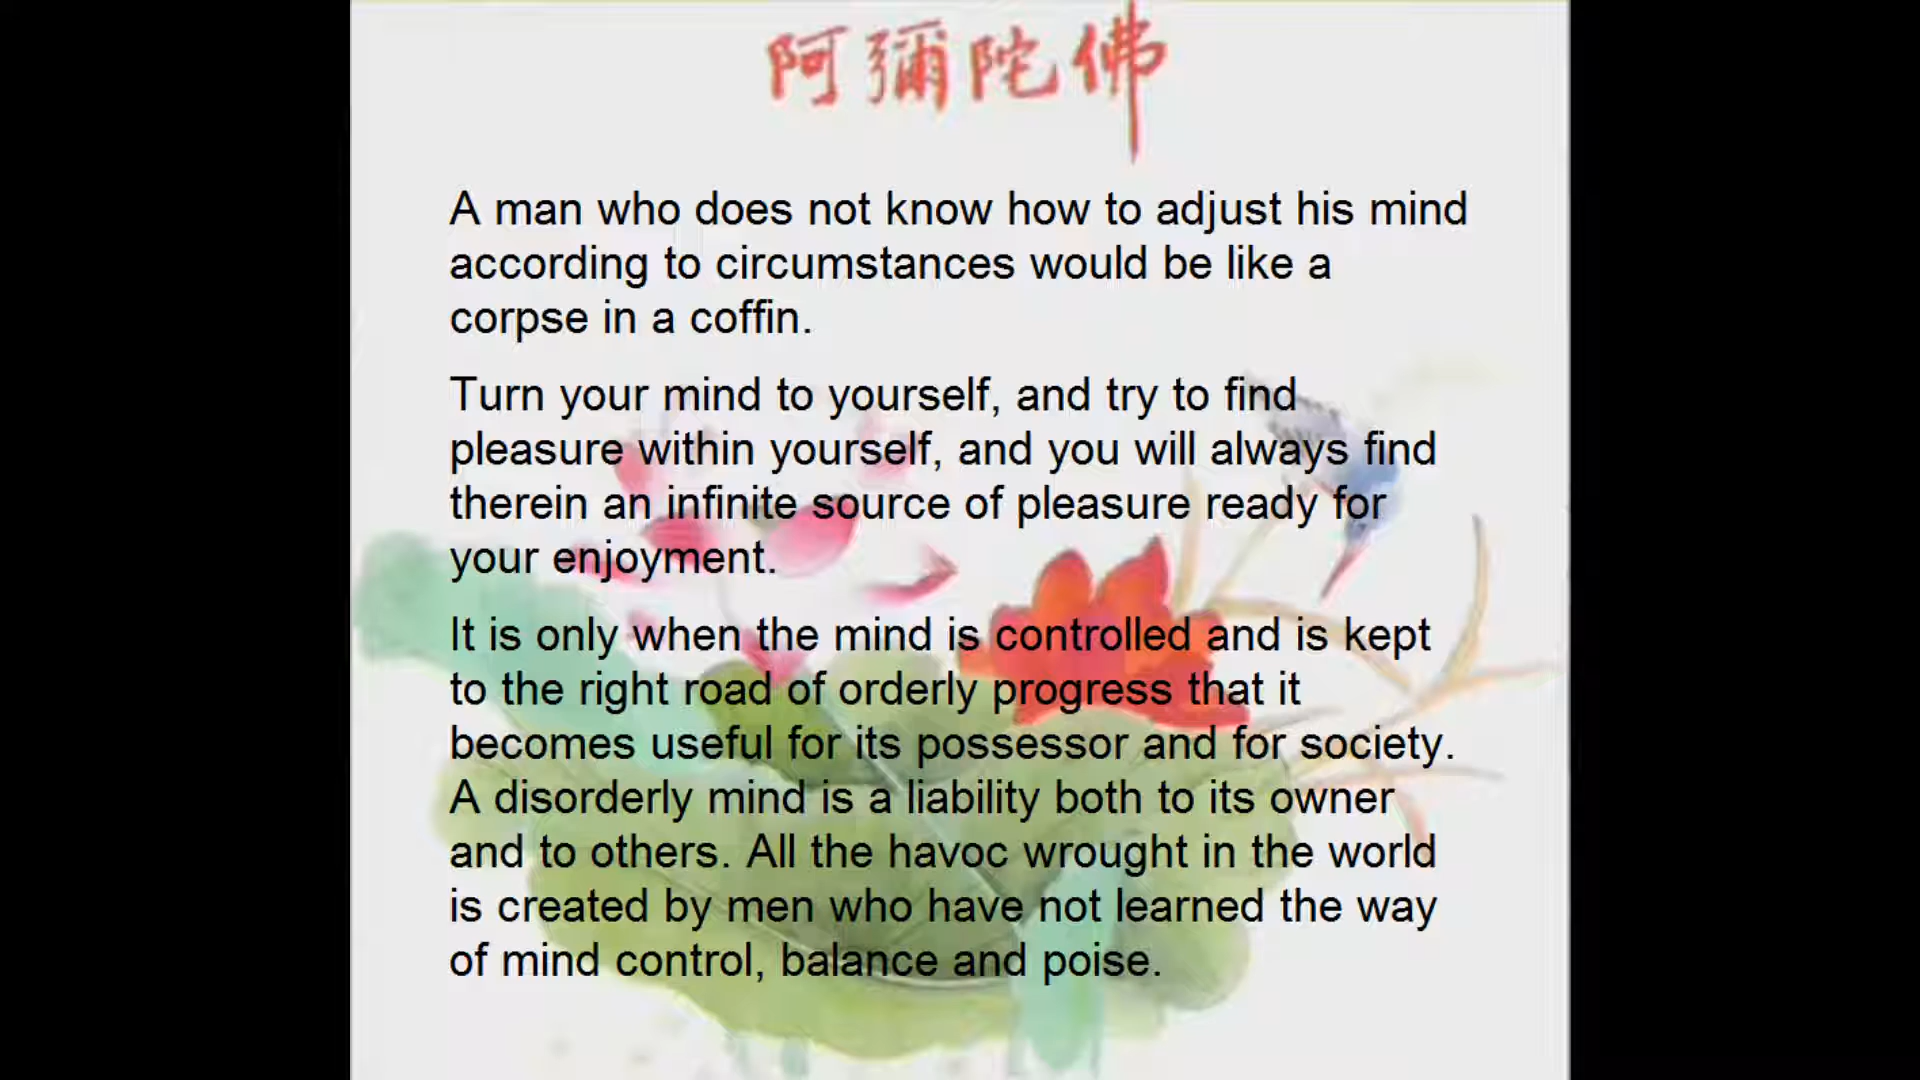 阿彌陀佛
A man who does not know how to adjust his mind
according to circumstances would be like a
corpse in a coffin.
Turn your mind to yourself, and try to find
pleasure within yourself, and you will always find
therein an infinite source of pleasure ready for
your enjoyment.
It is only when the mind is controlled and is kept
to the right road of orderly progress that it
becomes useful for its possessor and for society.
A disorderly mind is a liability both to its owner
and to others. All the havoc wrought in the world
is created by men who have not learned the way
of mind control, balance and poise.